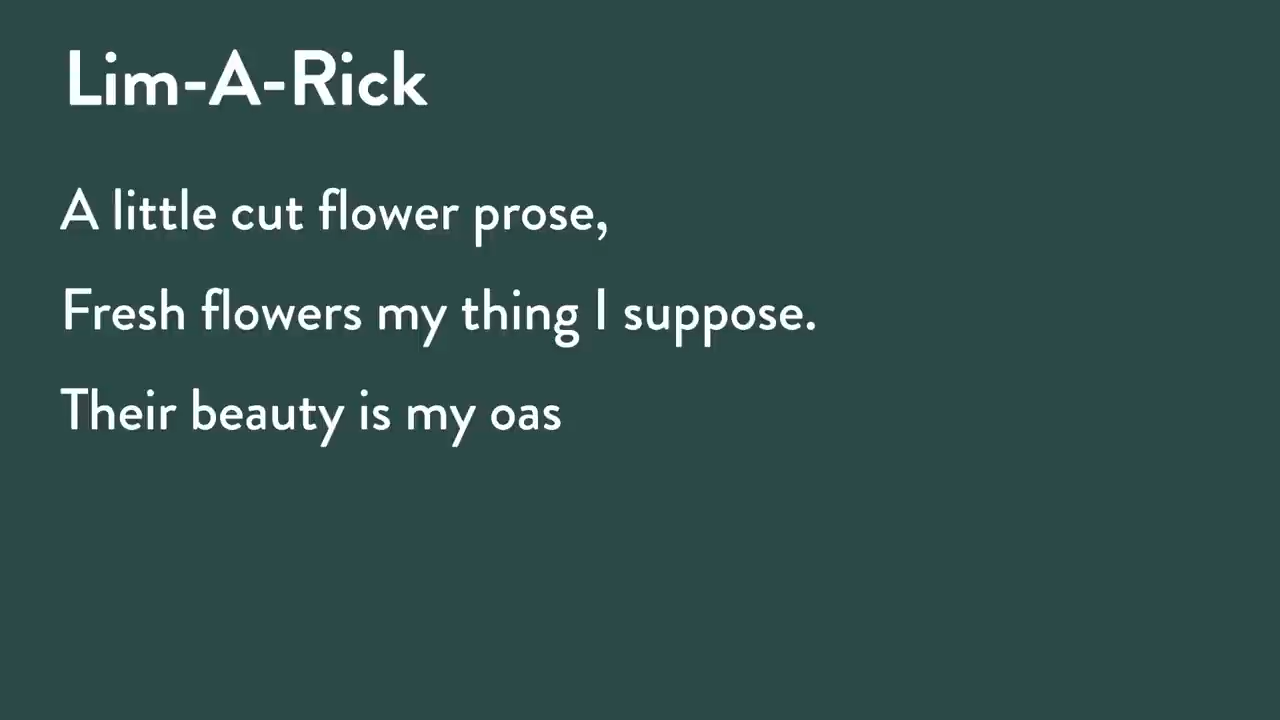 Lim-A-Rick
A little cut flower prose,
Fresh flowers my thing I suppose.
Their beauty is my oas